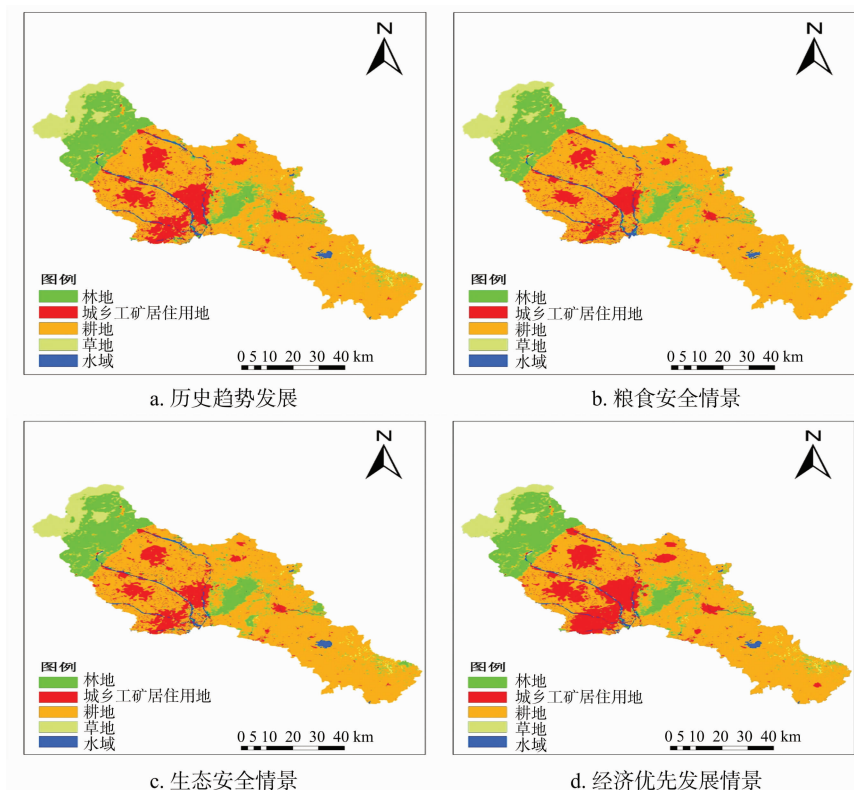 N
图例
林地
城乡工矿居住用地
耕地
草地
水域
0 5 10 20 30 40 km
a. 历史趋势发展
N
图例
林地
城乡工矿居住用地
耕地
草地
水域
0 5 10 20 30 40 km
b. 粮食安全情景
N
图例
林地
城乡工矿居住用地
耕地
草地
水域
0 5 10 20 30 40 km
c. 生态安全情景
N
图例
林地
城乡工矿居住用地
耕地
草地
水域
0 5 10 20 30 40 km
d. 经济优先发展情景